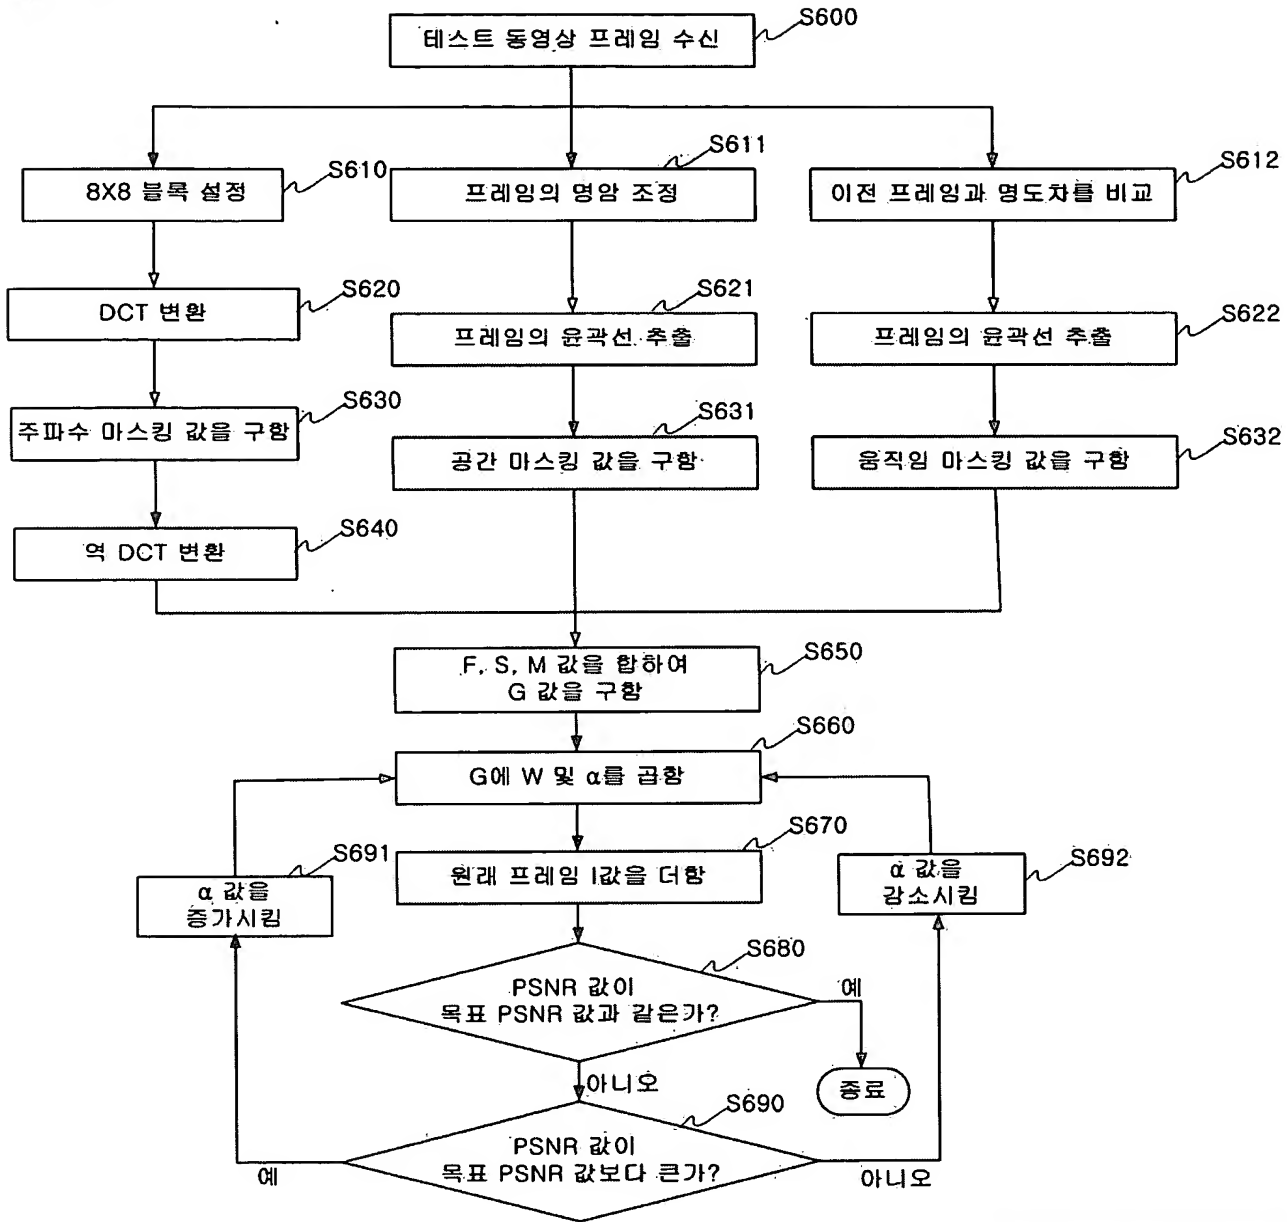 테스트 동영상 프레임 수신
S600
8X8 블록 설정
S610
프레임의 명암 조정
S611
이전 프레임과 명도차를 비교
S612
DCT 변환
S620
프레임의 윤곽선 추출
S621
프레임의 윤곽선 추출
S622
주파수 마스킹 값을 구함
S630
공간 마스킹 값을 구함
S631
움직임 마스킹 값을 구함
S632
역 DCT 변환
S640
F, S, M 값을 합하여
G 값을 구함
S650
G에 W 및 α를 곱함
S660
원래 프레임 I값을 더함
S670
α 값을
증가시킴
S691
α 값을
감소시킴
S692
PSNR 값이
목표 PSNR 값과 같은가?
S680
예
종료
아니오
PSNR 값이
목표 PSNR 값보다 큰가?
S690
예
아니오